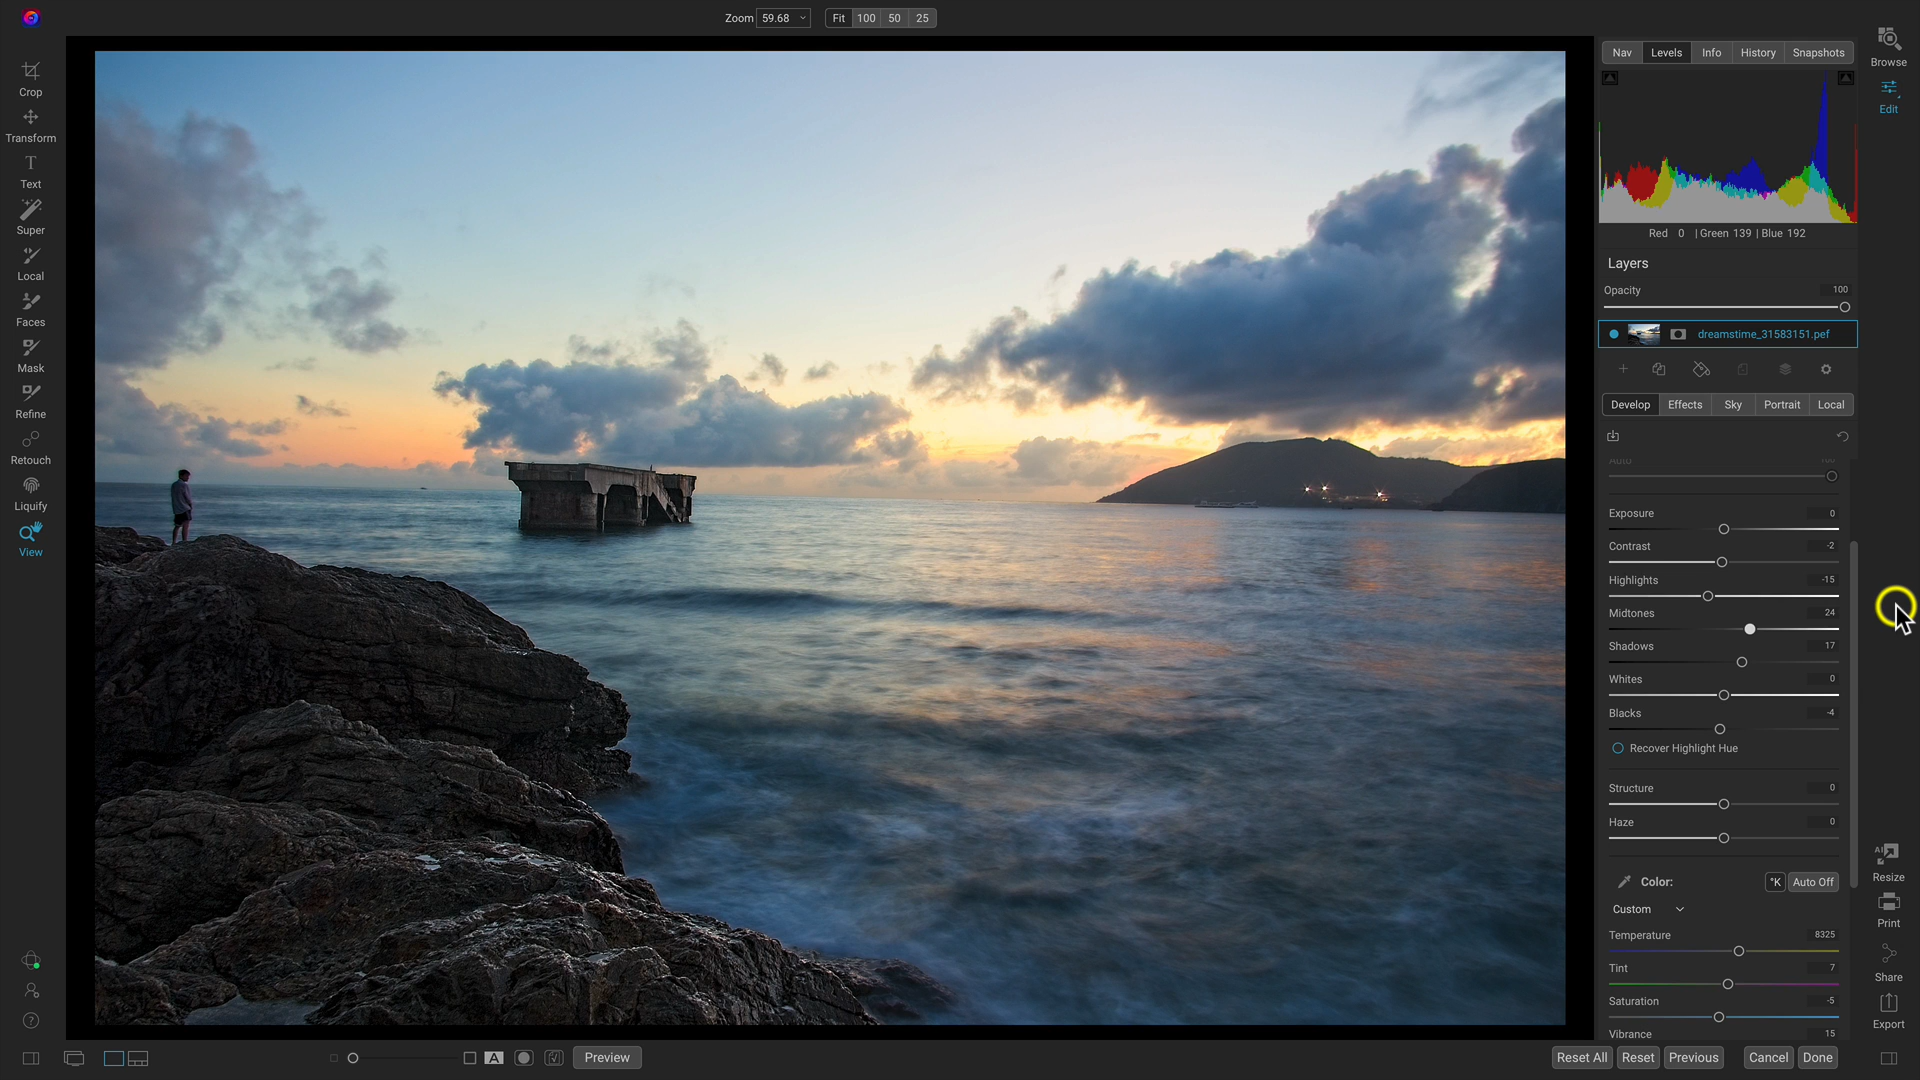 Zoom 59.68 Fit 100 50 25
Crop
Transform
Text
Super
Local
Faces
Mask
Refine
Retouch
Liquify
View
Nav Levels Info History Snapshots
Red 0 | Green 139 | Blue 192
Layers
Opacity 100
dreamstime_31583151.pef
Develop Effects Sky Portrait Local
Auto 100
Exposure 0
Contrast -2
Highlights -15
Midtones 24
Shadows 17
Whites 0
Blacks -4
Recover Highlight Hue
Structure 0
Haze 0
Color: °K Auto Off
Custom
Temperature 8325
Tint 7
Saturation -5
Vibrance 15
Browse
Edit
AI
Resize
Print
Share
Export
A Preview
Reset All Reset Previous Cancel Done